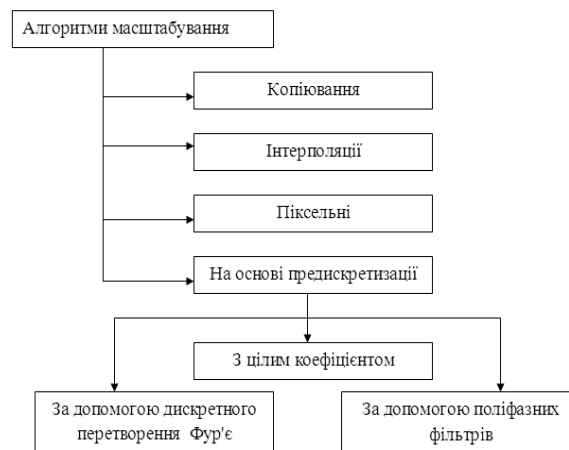 Алгоритми масштабування
Копіювання
Інтерполяції
Піксельні
На основі предискретизації
З цілим коефіцієнтом
За допомогою дискретного
перетворення Фур'є
За допомогою поліфазних
фільтрів